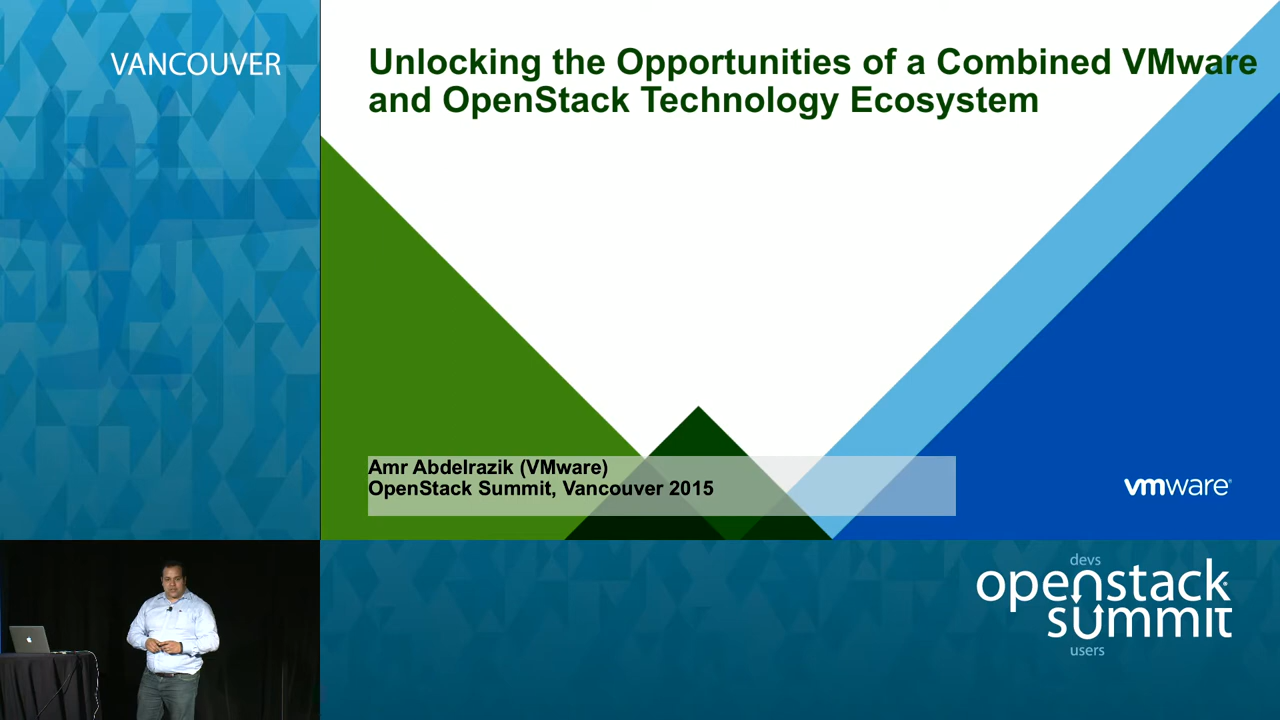 VANCOUVER
Unlocking the Opportunities of a Combined VMware
and OpenStack Technology Ecosystem
Amr Abdelrazik (VMware)
OpenStack Summit, Vancouver 2015
vmware®
devs
openstack
summit
users